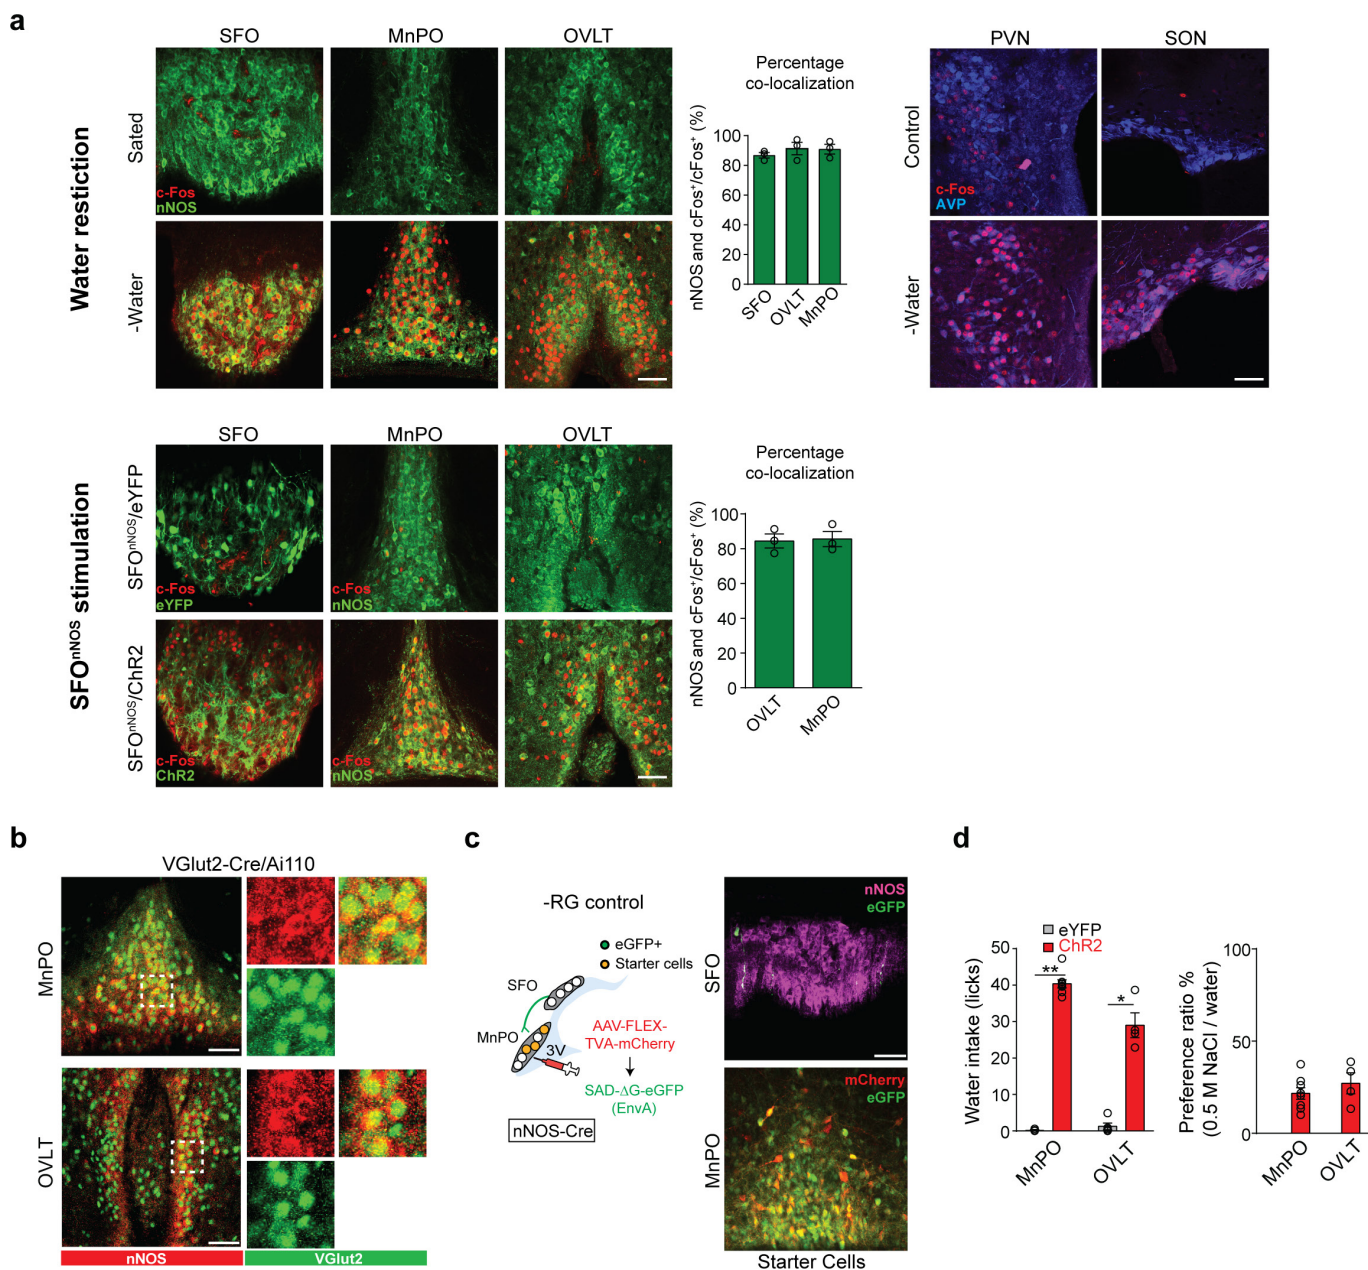 a
SFO
MnPO
OVLT
Water restiction
Sated
c-Fos
nNOS
-Water
Percentage
co-localization
nNOS and cFos⁺/cFos⁺ (%)
100
80
60
40
20
0
SFO
OVLT
MnPO
PVN
SON
Control
c-Fos
AVP
-Water
SFO
MnPO
OVLT
SFOⁿᴺᴼˢ stimulation
SFOⁿᴺᴼˢ/eYFP
c-Fos
eYFP
c-Fos
nNOS
SFOⁿᴺᴼˢ/ChR2
c-Fos
ChR2
c-Fos
nNOS
Percentage
co-localization
nNOS and cFos⁺/cFos⁺ (%)
100
80
60
40
20
0
OVLT
MnPO
b
VGlut2-Cre/Ai110
MnPO
OVLT
nNOS
VGlut2
c
-RG control
eGFP+
Starter cells
SFO
MnPO
3V
AAV-FLEX-
TVA-mCherry
SAD-ΔG-eGFP
(EnvA)
nNOS-Cre
nNOS
eGFP
SFO
mCherry
eGFP
MnPO
Starter Cells
d
eYFP
ChR2
Water intake (licks)
50
40
30
20
10
0
**
*
MnPO
OVLT
Preference ratio %
(0.5 M NaCl / water)
100
50
0
MnPO
OVLT